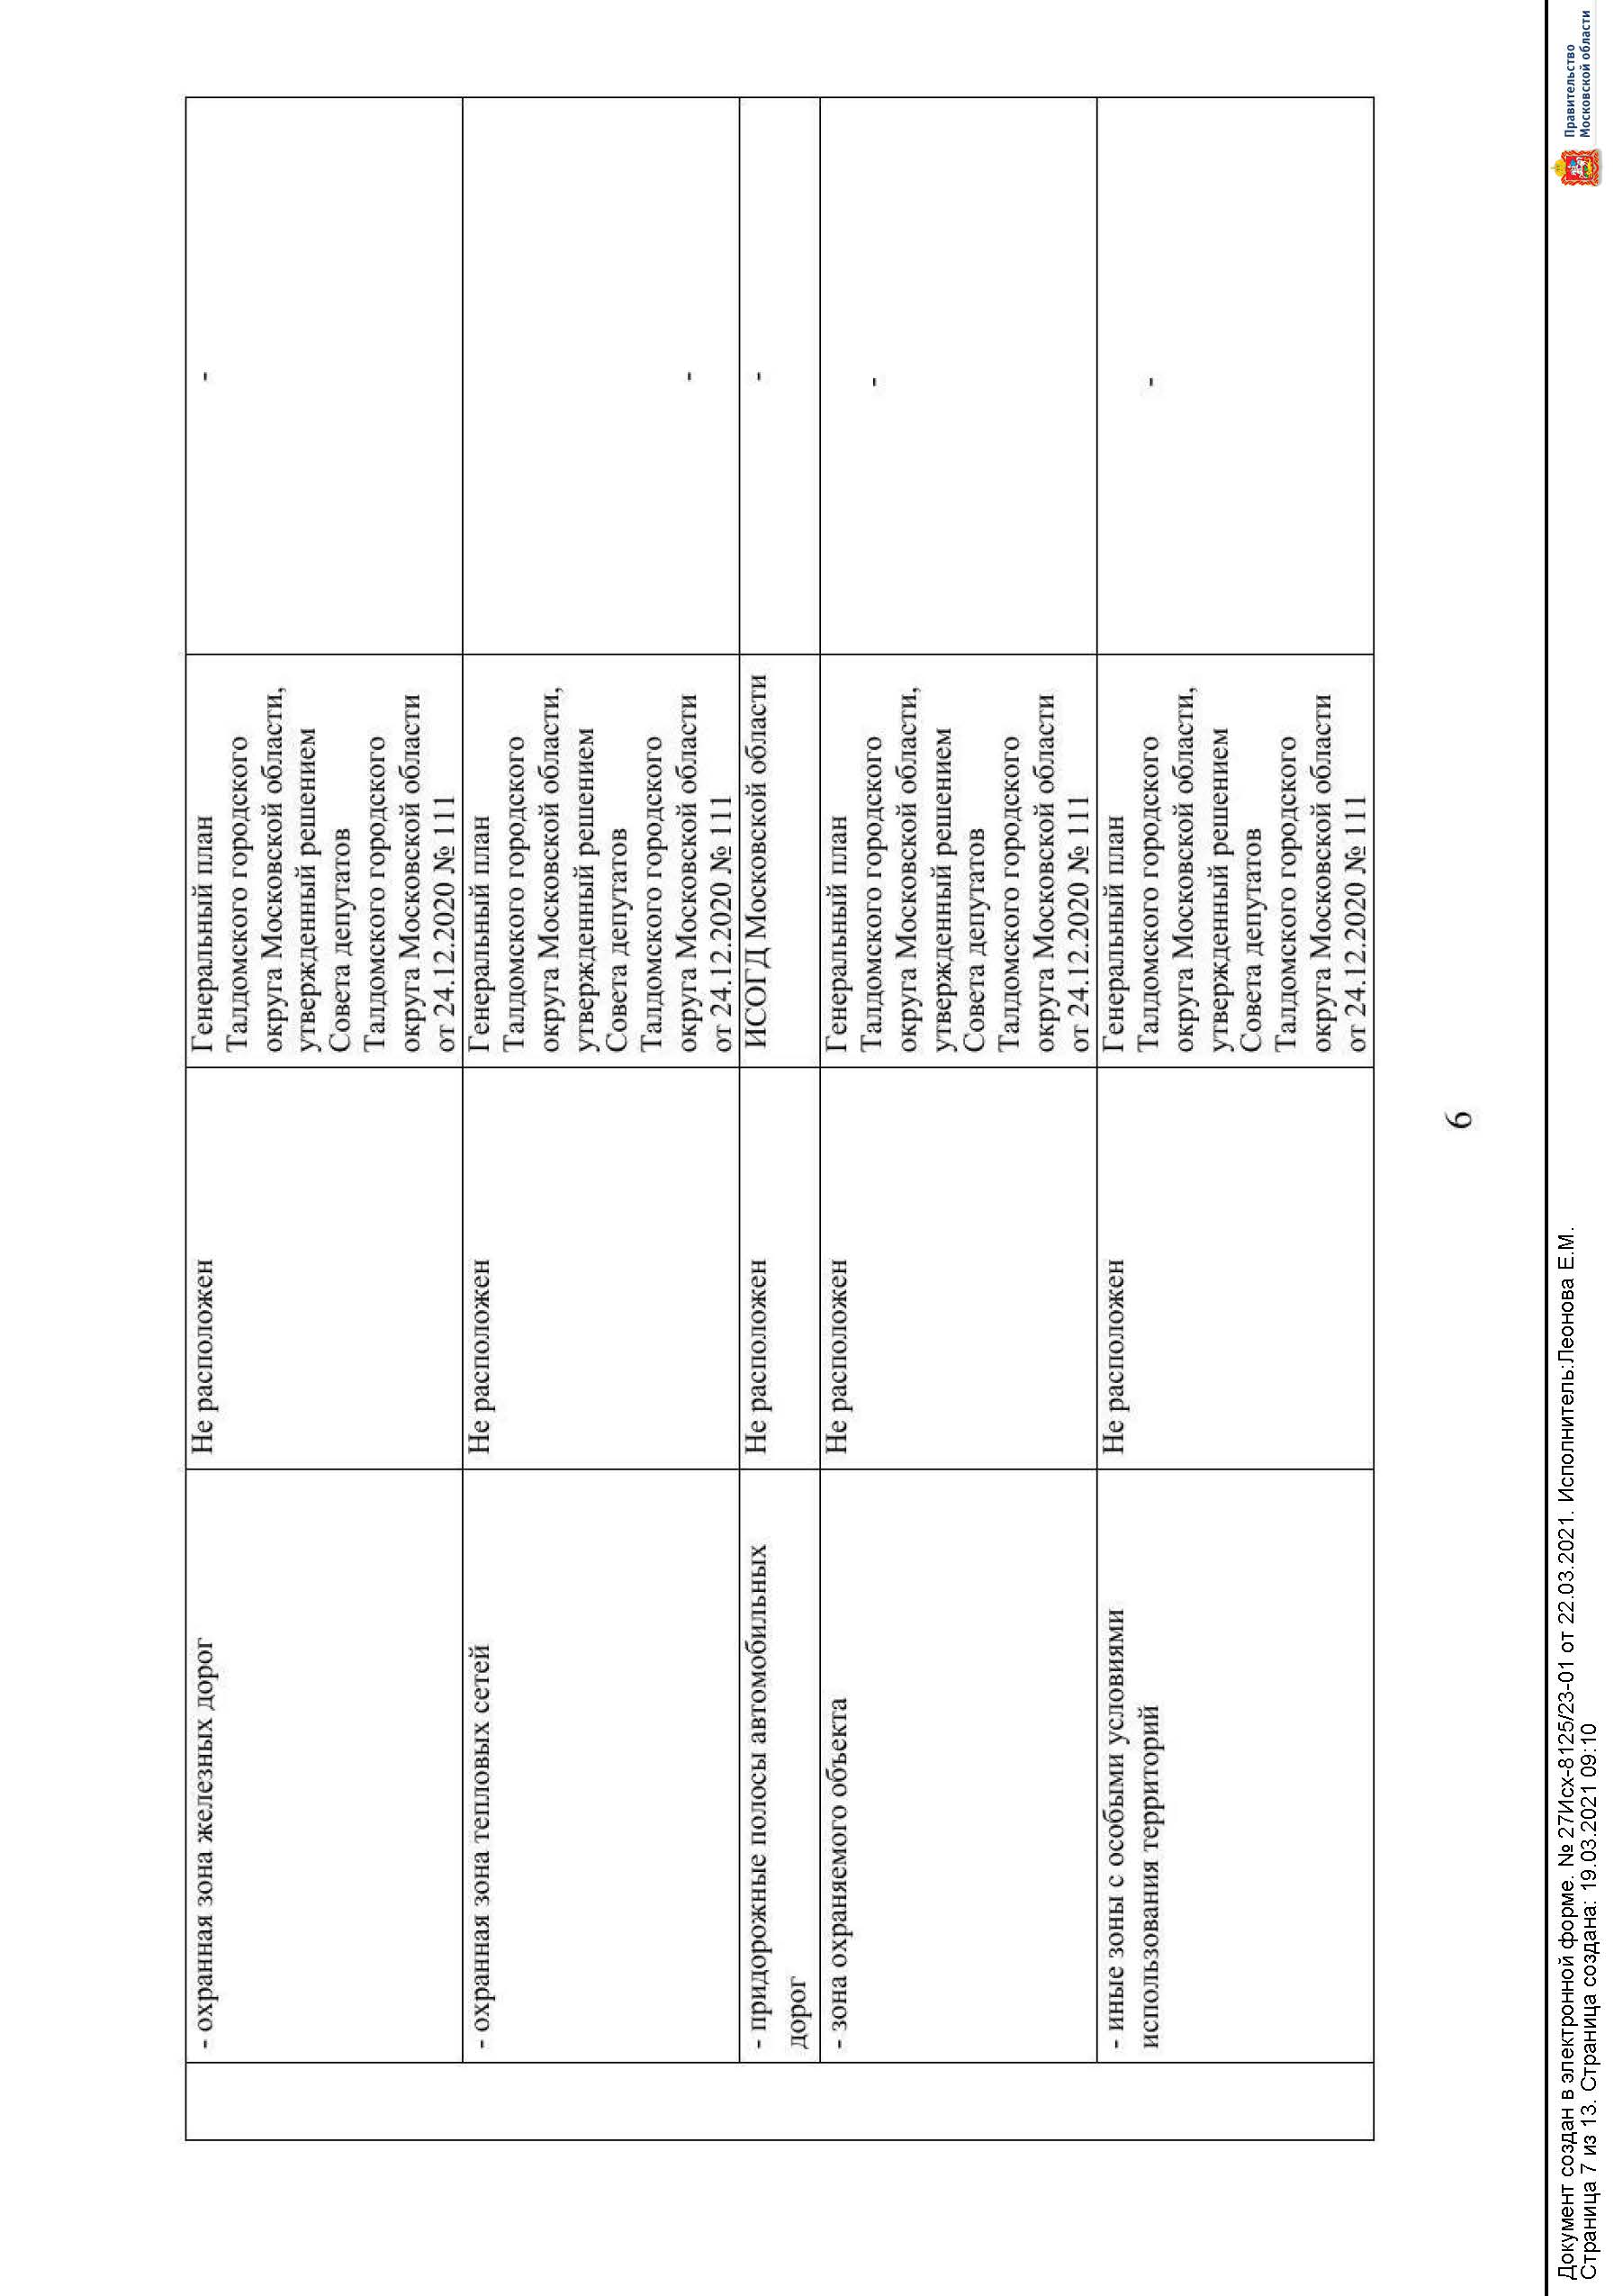 - охранная зона железных дорог
Не расположен
Генеральный план
Талдомского городского
округа Московской области,
утвержденный решением
Совета депутатов
Талдомского городского
округа Московской области
от 24.12.2020 № 111
-
- охранная зона тепловых сетей
Не расположен
Генеральный план
Талдомского городского
округа Московской области,
утвержденный решением
Совета депутатов
Талдомского городского
округа Московской области
от 24.12.2020 № 111
-
- придорожные полосы автомобильных
дорог
Не расположен
ИСОГД Московской области
-
- зона охраняемого объекта
Не расположен
Генеральный план
Талдомского городского
округа Московской области,
утвержденный решением
Совета депутатов
Талдомского городского
округа Московской области
от 24.12.2020 № 111
-
- иные зоны с особыми условиями
использования территорий
Не расположен
Генеральный план
Талдомского городского
округа Московской области,
утвержденный решением
Совета депутатов
Талдомского городского
округа Московской области
от 24.12.2020 № 111
-
6
Документ создан в электронной форме. № 27Исх-8125/23-01 от 22.03.2021. Исполнитель:Леонова Е.М.
Страница 7 из 13. Страница создана: 19.03.2021 09:10
Правительство
Московской области